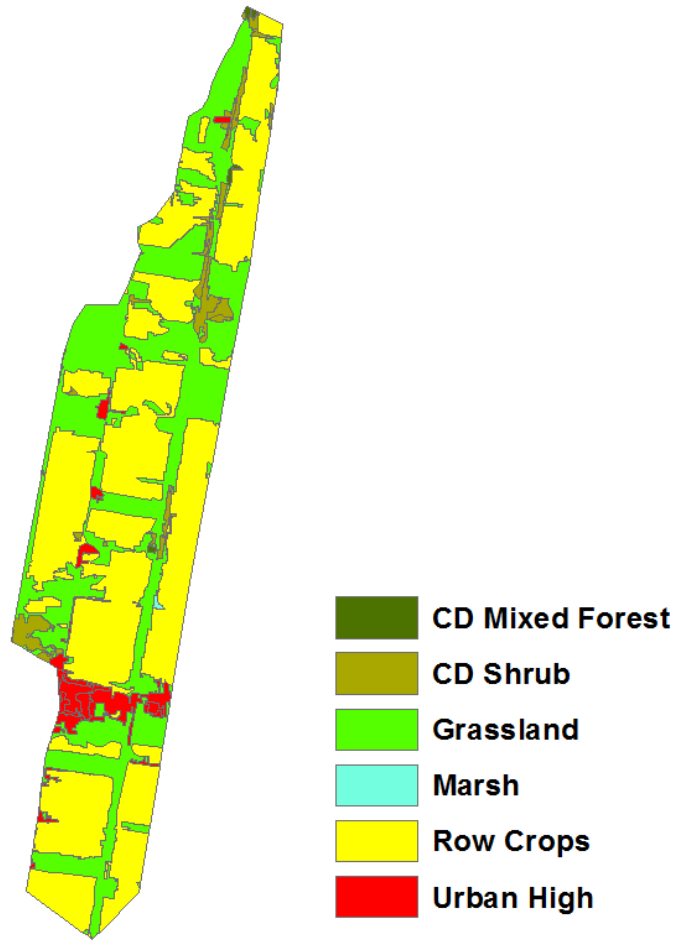 CD Mixed Forest
CD Shrub
Grassland
Marsh
Row Crops
Urban High